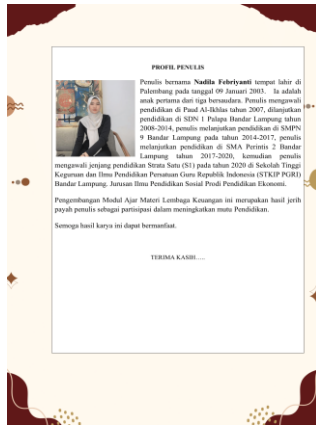 PROFIL PENULIS
Penulis bernama Nadila Febriyanti tempat lahir di
Palembang pada tanggal 09 Januari 2003. Ia adalah
anak pertama dari tiga bersaudara. Penulis mengawali
pendidikan di Paud Al-Ikhlas tahun 2007, dilanjutkan
pendidikan di SDN 1 Palapa Bandar Lampung tahun
2008-2014, penulis melanjutkan pendidikan di SMPN
9 Bandar Lampung pada tahun 2014-2017, penulis
melanjutkan pendidikan di SMA Perintis 2 Bandar
Lampung tahun 2017-2020, kemudian penulis
mengawali jenjang pendidikan Strata Satu (S1) pada tahun 2020 di Sekolah Tinggi
Keguruan dan Ilmu Pendidikan Persatuan Guru Republik Indonesia (STKIP PGRI)
Bandar Lampung, Jurusan Ilmu Pendidikan Sosial Prodi Pendidikan Ekonomi.
Pengembangan Modul Ajar Materi Lembaga Keuangan ini merupakan hasil jerih
payah penulis sebagai partisipasi dalam meningkatkan mutu Pendidikan.
Semoga hasil karya ini dapat bermanfaat.
TERIMA KASIH.....